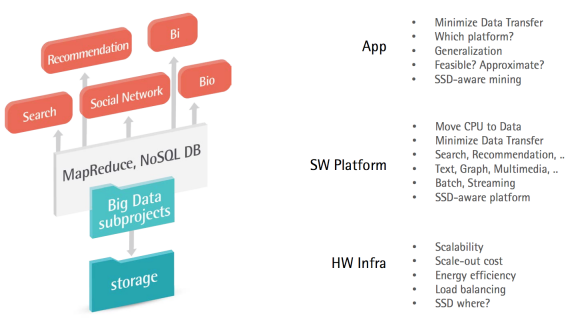 Recommendation
Bi
Search
Social Network
Bio
MapReduce, NoSQL DB
Big Data
subprojects
storage
App
• Minimize Data Transfer
• Which platform?
• Generalization
• Feasible? Approximate?
• SSD-aware mining
SW Platform
• Move CPU to Data
• Minimize Data Transfer
• Search, Recommendation, ..
• Text, Graph, Multimedia, ..
• Batch, Streaming
• SSD-aware platform
HW Infra
• Scalability
• Scale-out cost
• Energy efficiency
• Load balancing
• SSD where?